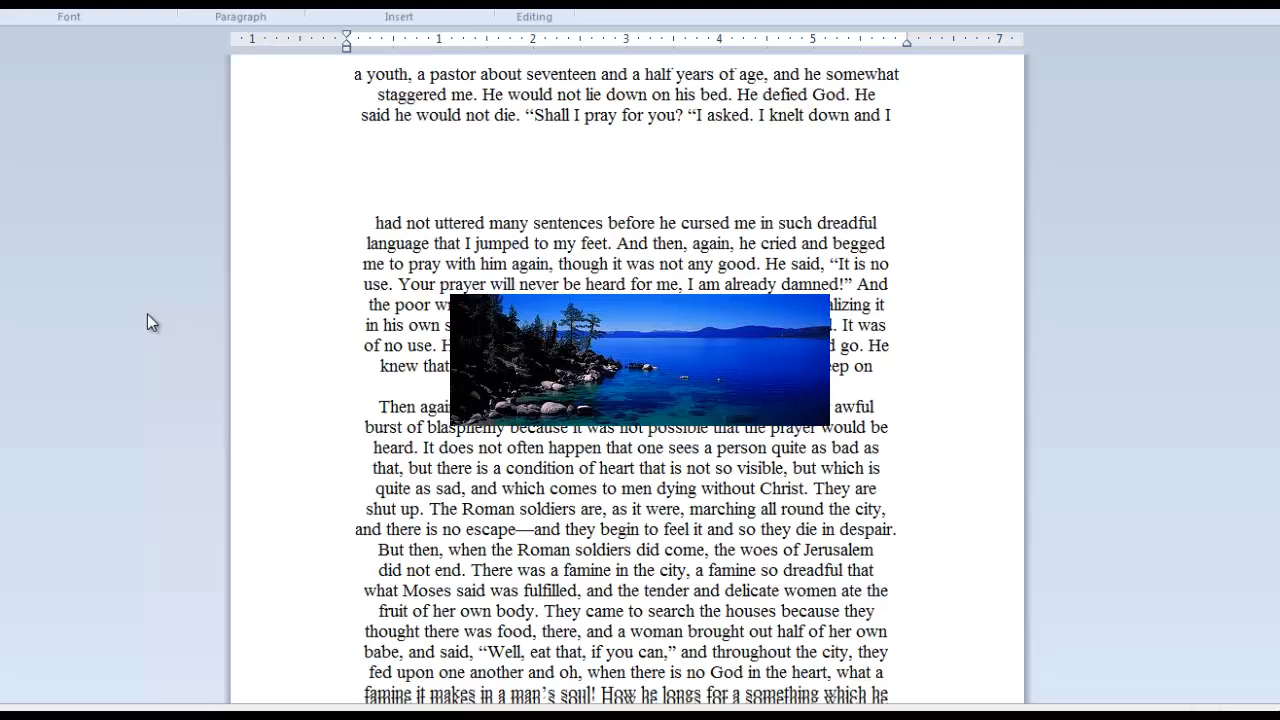 Font Paragraph Insert Editing
1 1 2 3 4 5 7
a youth, a pastor about seventeen and a half years of age, and he somewhat
staggered me. He would not lie down on his bed. He defied God. He
said he would not die. “Shall I pray for you? “I asked. I knelt down and I
had not uttered many sentences before he cursed me in such dreadful
language that I jumped to my feet. And then, again, he cried and begged
me to pray with him again, though it was not any good. He said, “It is no
use. Your prayer will never be heard for me, I am already damned!” And
the poor alizing it
in his own . It was
of no use. go. He
knew that on
Then again awful
burst of blasphemy because it was not possible that the prayer would be
heard. It does not often happen that one sees a person quite as bad as
that, but there is a condition of heart that is not so visible, but which is
quite as sad, and which comes to men dying without Christ. They are
shut up. The Roman soldiers are, as it were, marching all round the city,
and there is no escape—and they begin to feel it and so they die in despair.
But then, when the Roman soldiers did come, the woes of Jerusalem
did not end. There was a famine in the city, a famine so dreadful that
what Moses said was fulfilled, and the tender and delicate women ate the
fruit of her own body. They came to search the houses because they
thought there was food, there, and a woman brought out half of her own
babe, and said, “Well, eat that, if you can,” and throughout the city, they
fed upon one another and oh, when there is no God in the heart, what a
famine it makes in a man’s soul! How he longs for a something which he